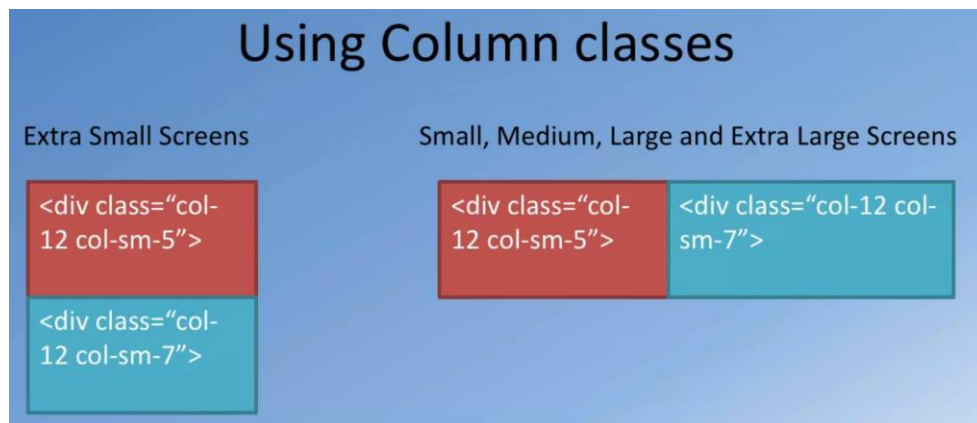 Using Column classes
Extra Small Screens
Small, Medium, Large and Extra Large Screens
<div class=“col-
12 col-sm-5”>
<div class=“col-
12 col-sm-7”>
<div class=“col-
12 col-sm-5”>
<div class=“col-12 col-
sm-7”>